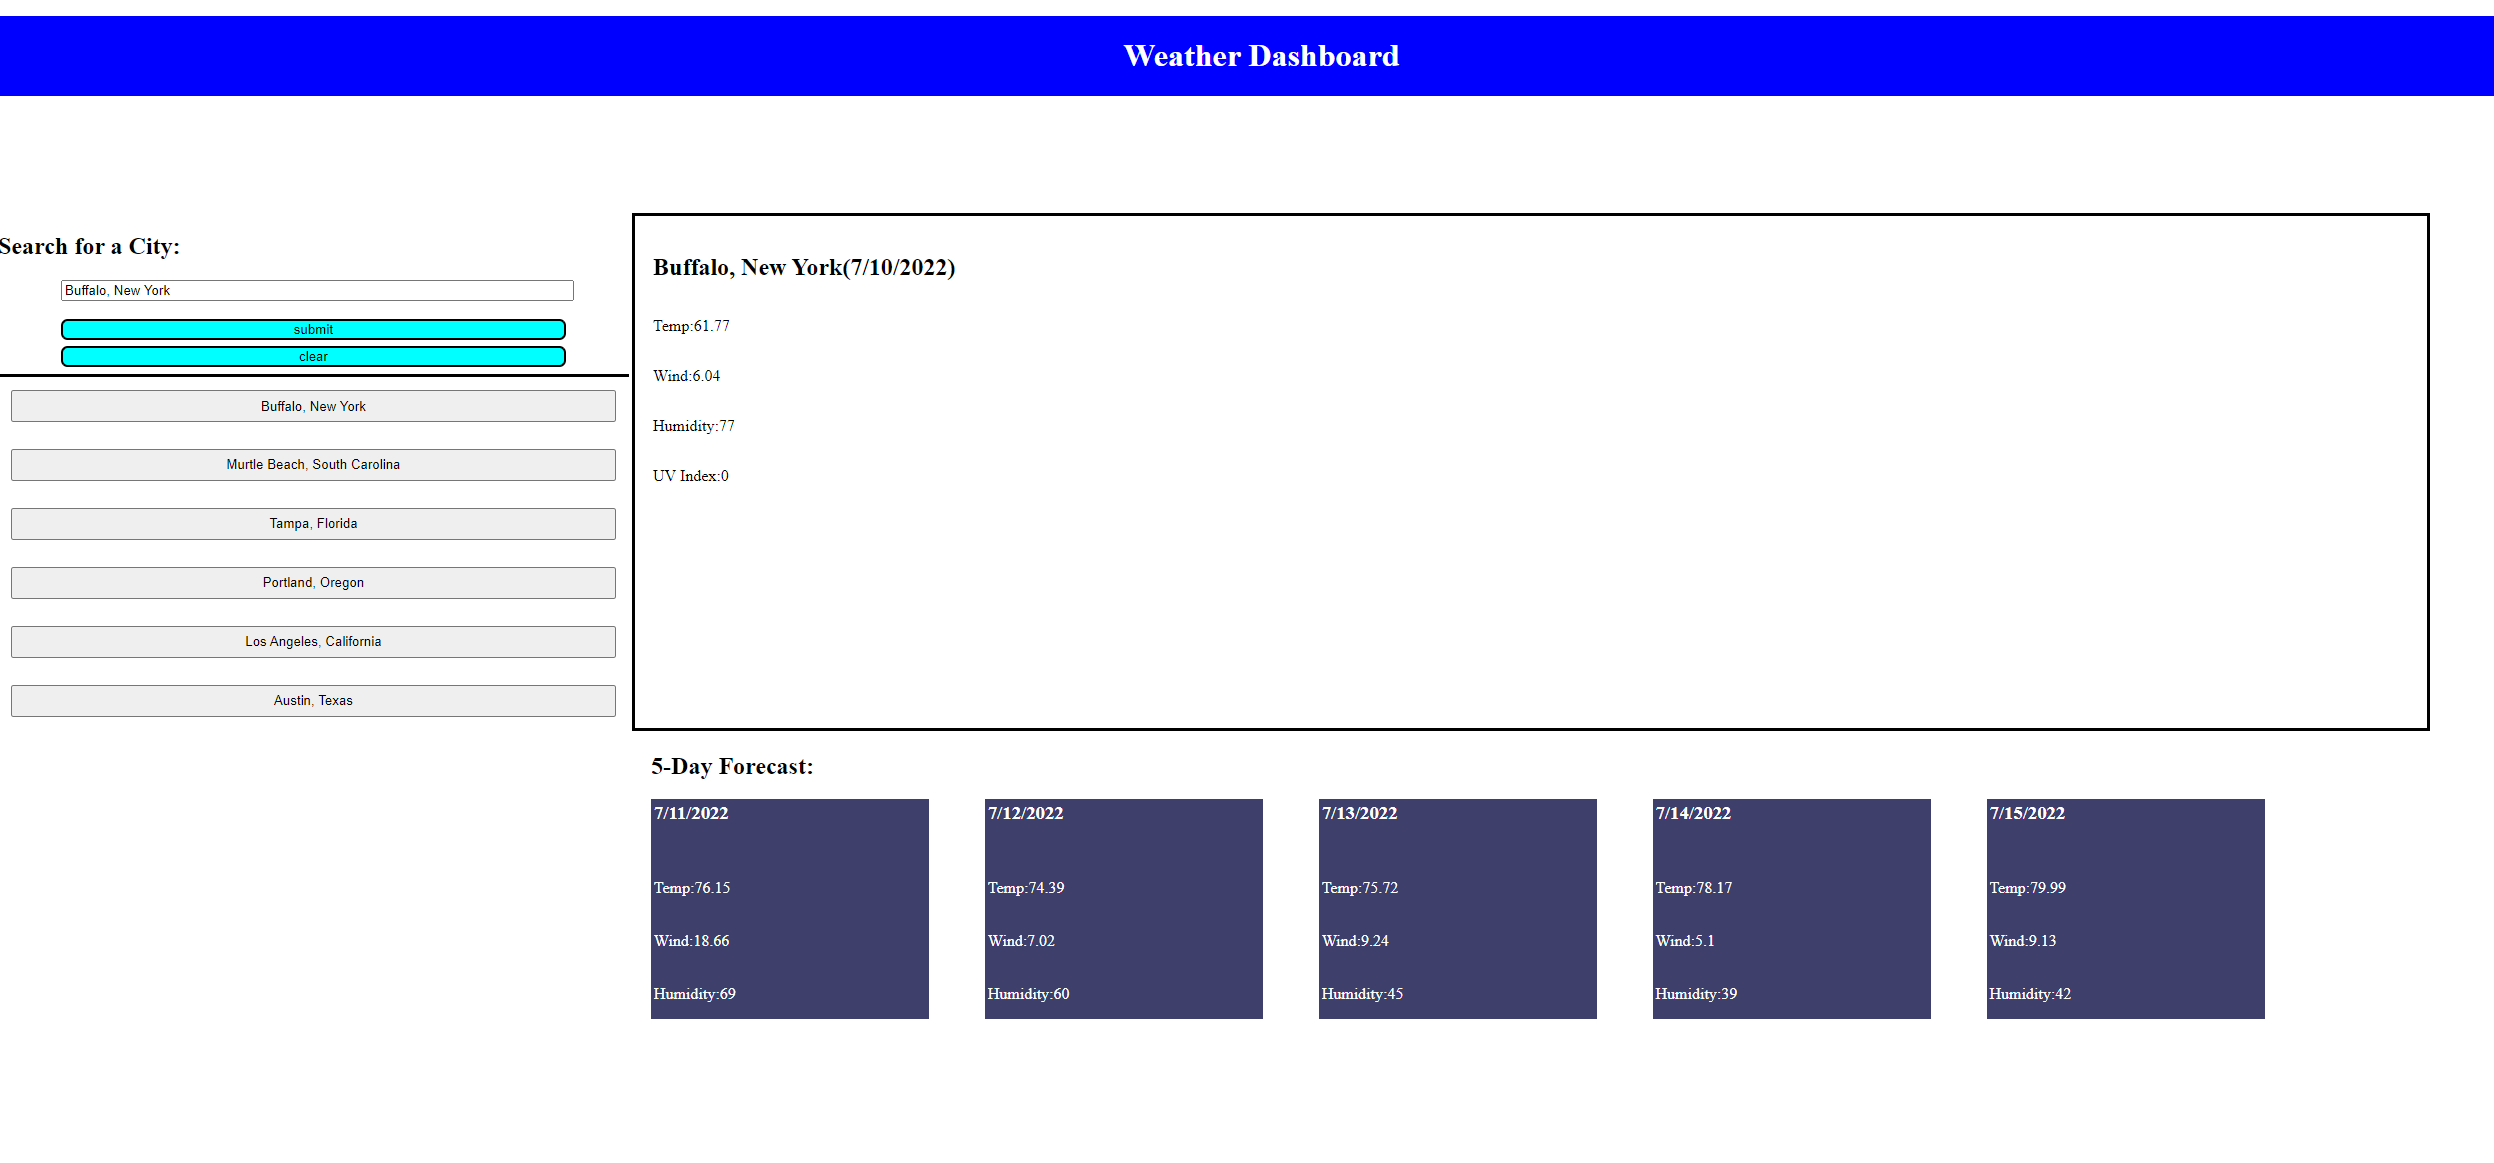 Weather Dashboard
Search for a City:
Buffalo, New York
submit
clear
Buffalo, New York
Murtle Beach, South Carolina
Tampa, Florida
Portland, Oregon
Los Angeles, California
Austin, Texas
Buffalo, New York(7/10/2022)
Temp:61.77
Wind:6.04
Humidity:77
UV Index:0
5-Day Forecast:
7/11/2022
Temp:76.15
Wind:18.66
Humidity:69
7/12/2022
Temp:74.39
Wind:7.02
Humidity:60
7/13/2022
Temp:75.72
Wind:9.24
Humidity:45
7/14/2022
Temp:78.17
Wind:5.1
Humidity:39
7/15/2022
Temp:79.99
Wind:9.13
Humidity:42